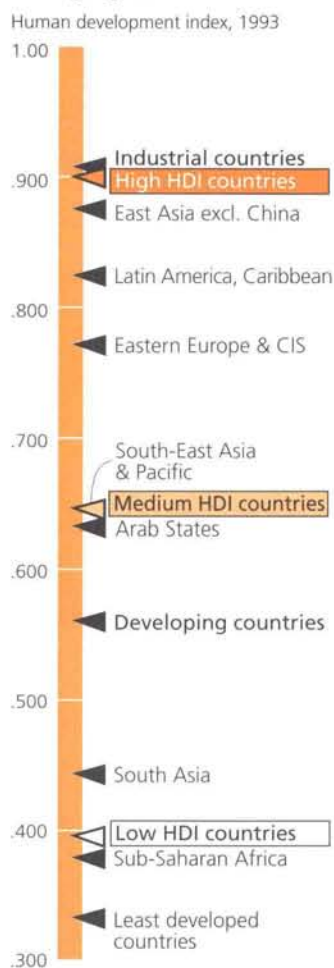 Human development index, 1993
1.00
Industrial countries
.900
High HDI countries
East Asia excl. China
Latin America, Caribbean
.800
Eastern Europe & CIS
.700
South-East Asia
& Pacific
Medium HDI countries
Arab States
.600
Developing countries
.500
South Asia
.400
Low HDI countries
Sub-Saharan Africa
Least developed
countries
.300